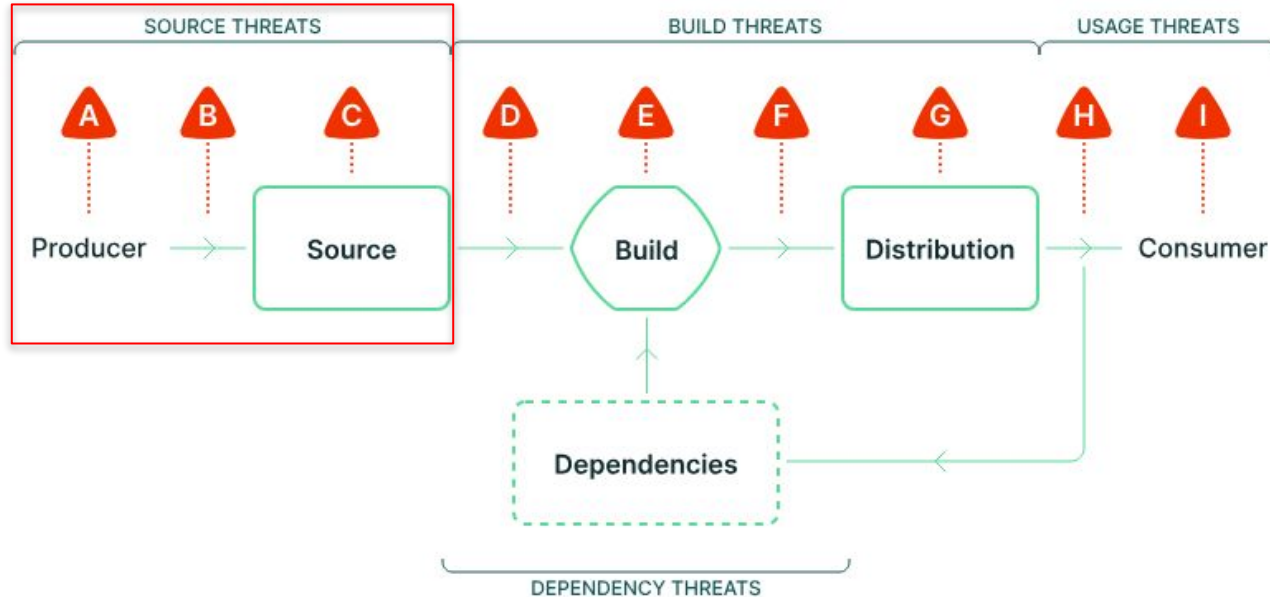 SOURCE THREATS
BUILD THREATS
USAGE THREATS
A
B
C
D
E
F
G
H
I
Producer
Source
Build
Distribution
Consumer
Dependencies
DEPENDENCY THREATS